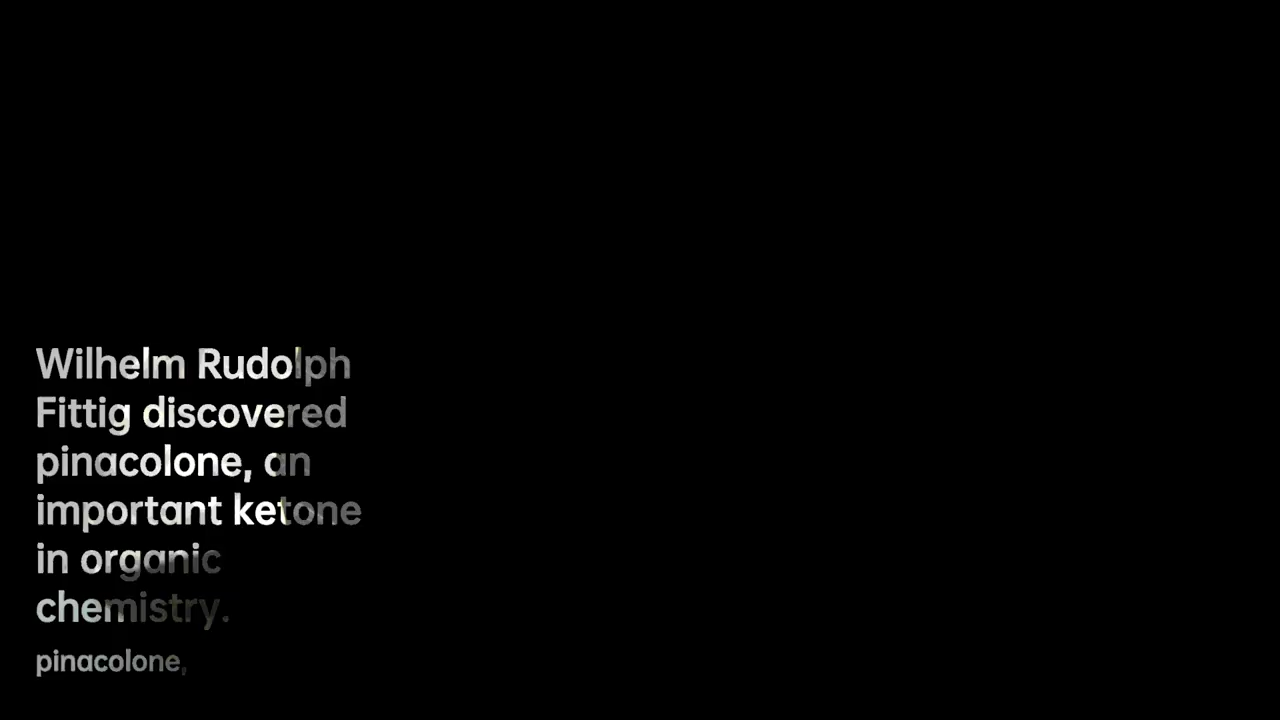 Wilhelm Rudolph
Fittig discovered
pinacolone, an
important ketone
in organic
chemistry.
pinacolone,